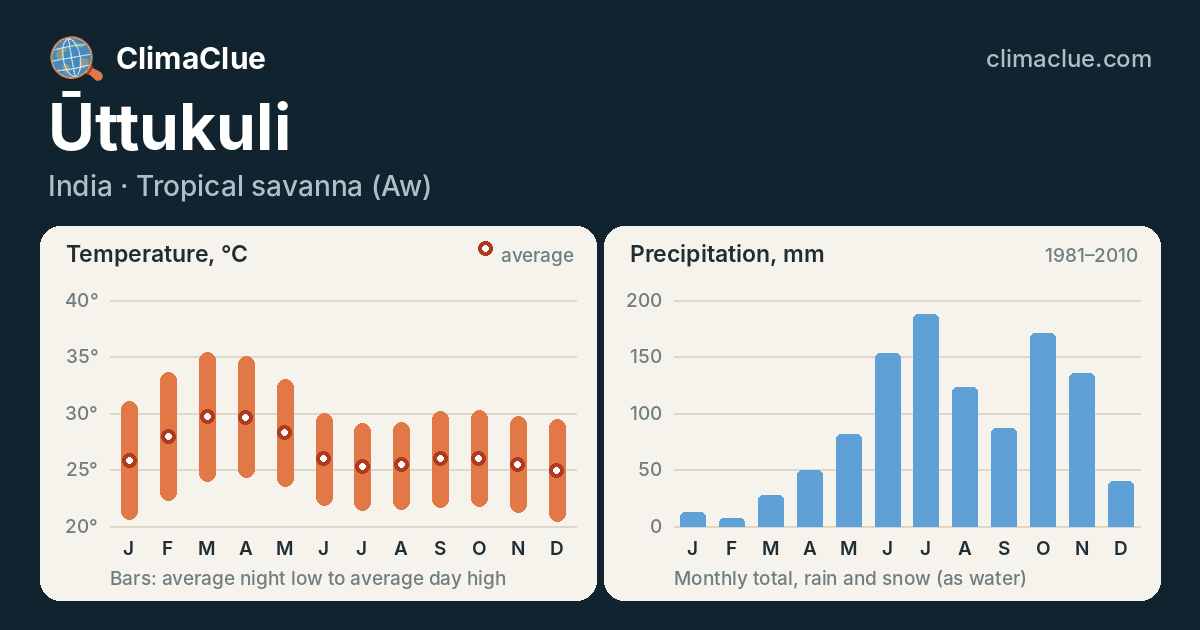 ClimaClue
climaclue.com
Ūttukuli
India · Tropical savanna (Aw)
Temperature, °C
average
40°
35°
30°
25°
20°
J F M A M J J A S O N D
Bars: average night low to average day high
Precipitation, mm
1981–2010
200
150
100
50
0
J F M A M J J A S O N D
Monthly total, rain and snow (as water)